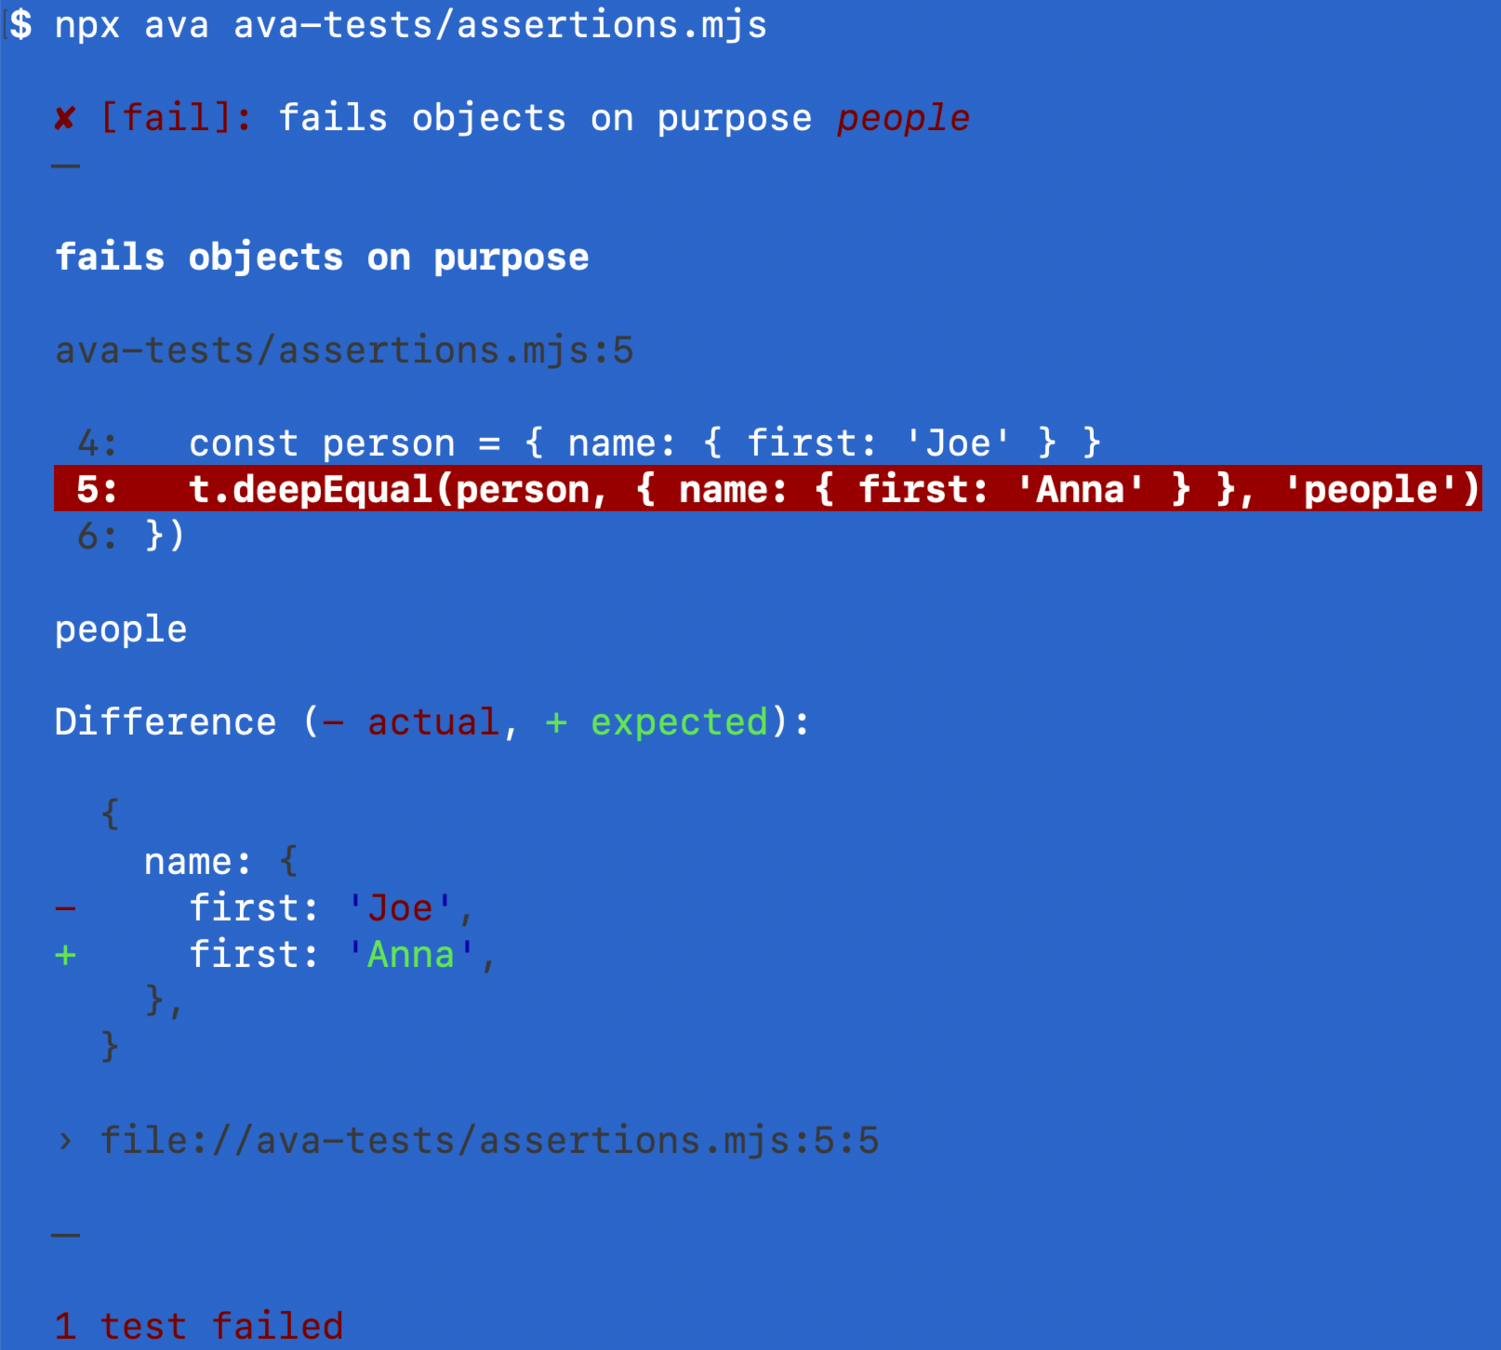 $ npx ava ava-tests/assertions.mjs
✘ [fail]: fails objects on purpose people
─
fails objects on purpose
ava-tests/assertions.mjs:5
4:   const person = { name: { first: 'Joe' } }
5:   t.deepEqual(person, { name: { first: 'Anna' } }, 'people')
6: })
people
Difference (- actual, + expected):
{
name: {
-     first: 'Joe',
+     first: 'Anna',
},
}
› file://ava-tests/assertions.mjs:5:5
─
1 test failed